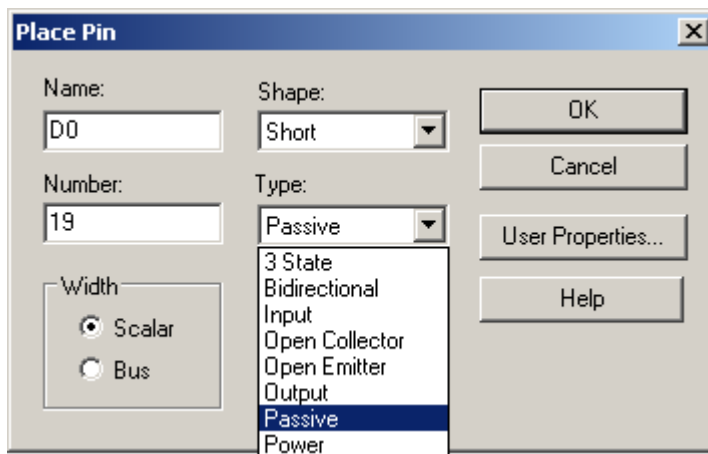 Place Pin
Name:
D0
Shape:
Short
OK
Cancel
Number:
19
Type:
Passive
User Properties...
Help
Width
Scalar
Bus
3 State
Bidirectional
Input
Open Collector
Open Emitter
Output
Passive
Power